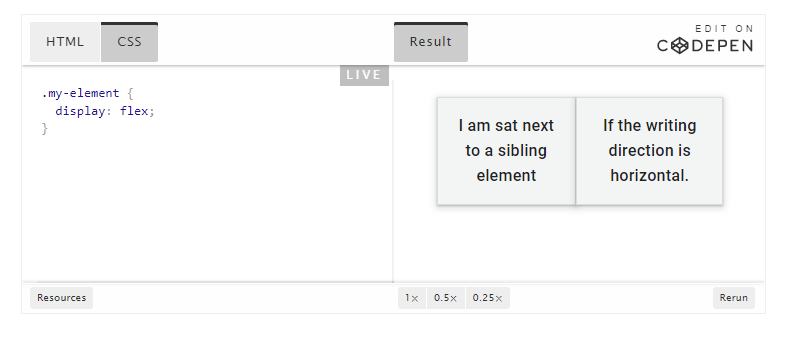 HTML CSS Result EDIT ON
CODEPEN
LIVE
.my-element {
display: flex;
}
I am sat next
to a sibling
element
If the writing
direction is
horizontal.
Resources 1× 0.5× 0.25× Rerun